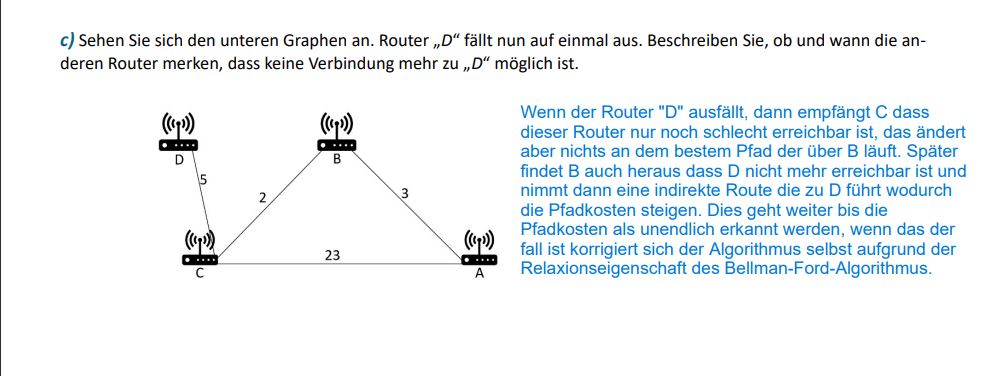 c) Sehen Sie sich den unteren Graphen an. Router „D“ fällt nun auf einmal aus. Beschreiben Sie, ob und wann die an-
deren Router merken, dass keine Verbindung mehr zu „D“ möglich ist.
D
B
5
2
3
23
C
A
Wenn der Router "D" ausfällt, dann empfängt C dass
dieser Router nur noch schlecht erreichbar ist, das ändert
aber nichts an dem bestem Pfad der über B läuft. Später
findet B auch heraus dass D nicht mehr erreichbar ist und
nimmt dann eine indirekte Route die zu D führt wodurch
die Pfadkosten steigen. Dies geht weiter bis die
Pfadkosten als unendlich erkannt werden, wenn das der
fall ist korrigiert sich der Algorithmus selbst aufgrund der
Relaxionseigenschaft des Bellman-Ford-Algorithmus.